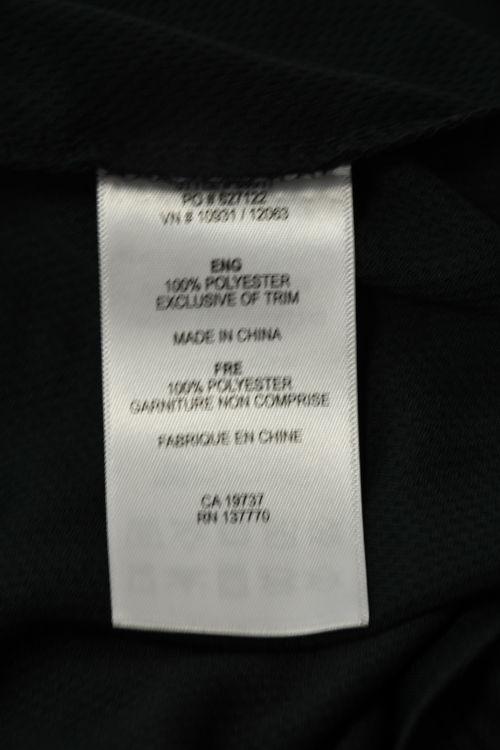 PO # 627122
VN # 10931 / 12063
ENG
100% POLYESTER
EXCLUSIVE OF TRIM
MADE IN CHINA
FRE
100% POLYESTER
GARNITURE NON COMPRISE
FABRIQUE EN CHINE
CA 19737
RN 137770